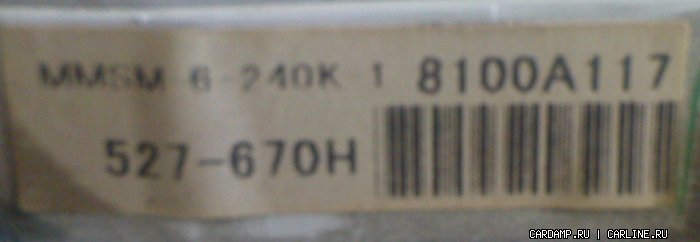 MMSM-6-240K 1 8100A117
527-670H
CARDAMP.RU | CARLINE.RU